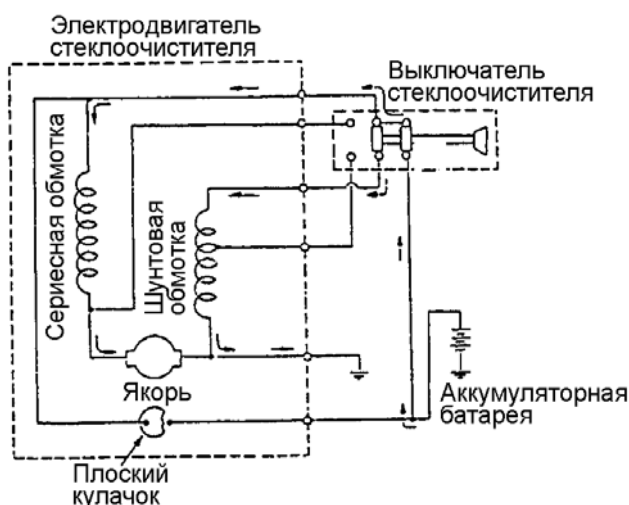 Электродвигатель
стеклоочистителя
Выключатель
стеклоочистителя
Сериесная обмотка
Шунтовая
обмотка
Якорь
Аккумуляторная
батарея
Плоский
кулачок